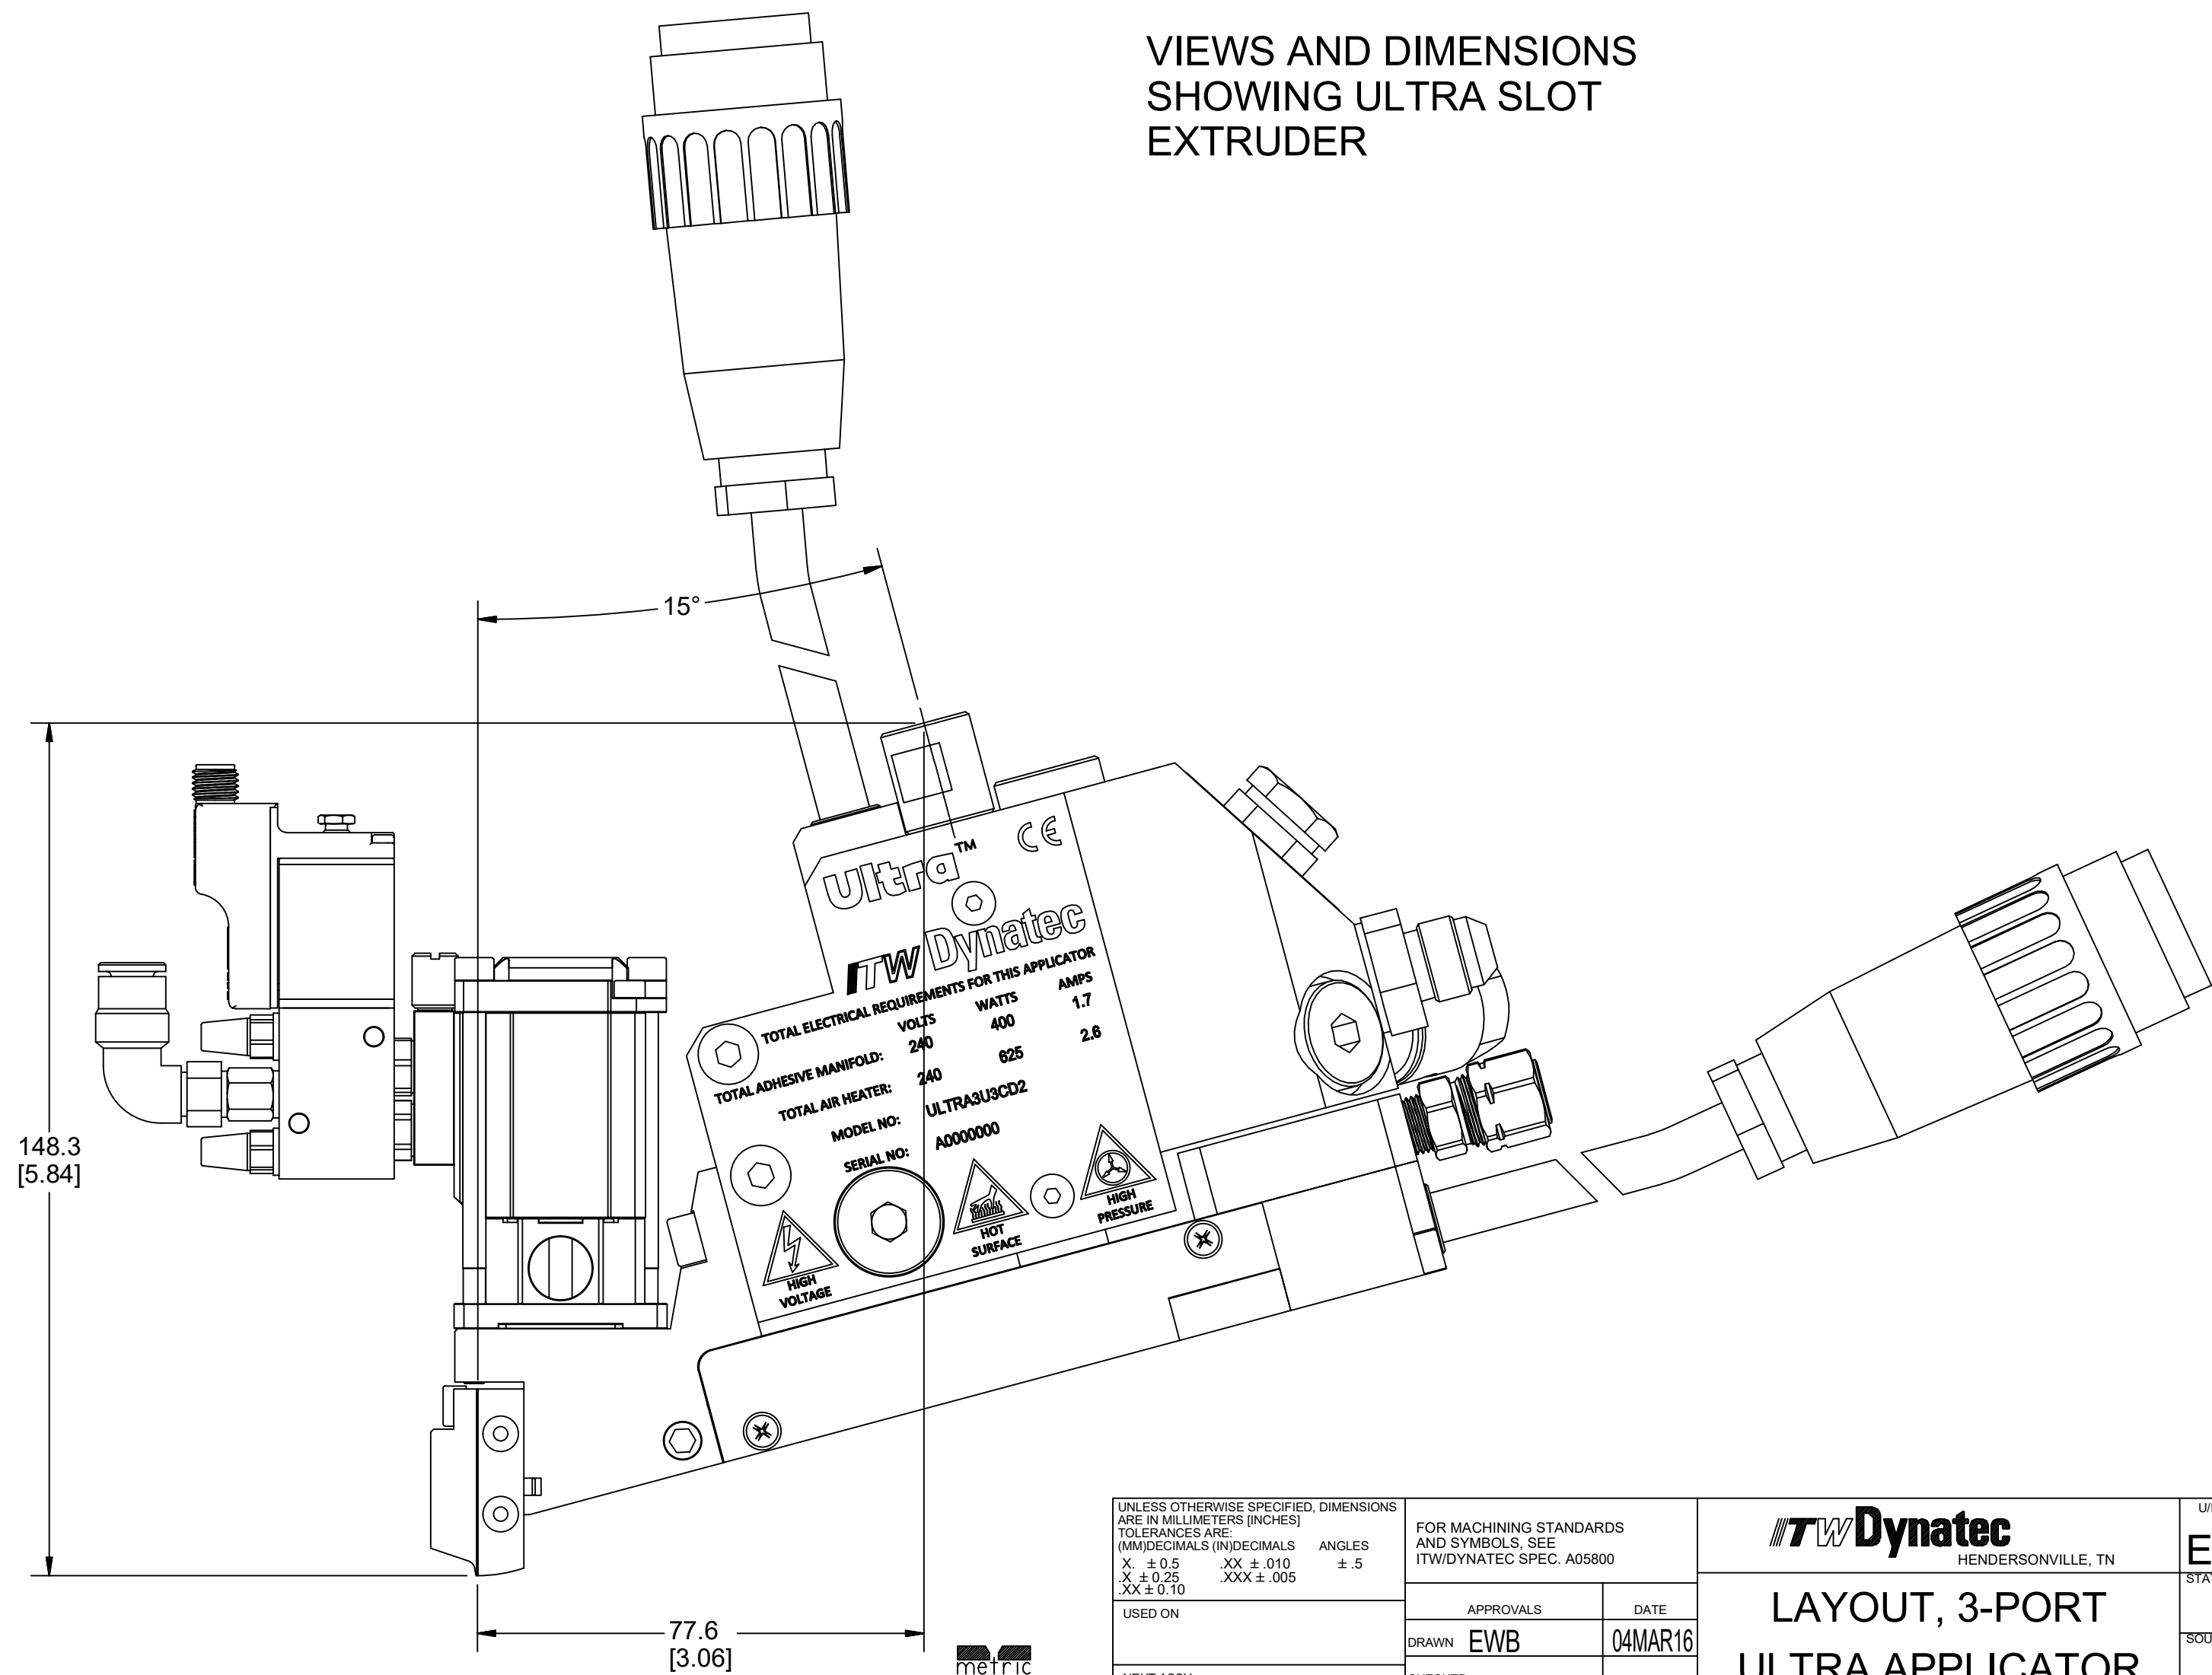 VIEWS AND DIMENSIONS
SHOWING ULTRA SLOT
EXTRUDER
15°
148.3
[5.84]
77.6
[3.06]
Ultra™ CE
ITW Dynatec
TOTAL ELECTRICAL REQUIREMENTS FOR THIS APPLICATOR
VOLTS WATTS AMPS
TOTAL ADHESIVE MANIFOLD: 240 400 1.7
TOTAL AIR HEATER: 240 625 2.6
MODEL NO: ULTRA3U3CD2
SERIAL NO: A0000000
HIGH
VOLTAGE
HOT
SURFACE
HIGH
PRESSURE
metric
UNLESS OTHERWISE SPECIFIED, DIMENSIONS
ARE IN MILLIMETERS [INCHES]
TOLERANCES ARE:
(MM)DECIMALS (IN)DECIMALS ANGLES
X. ± 0.5 .XX ± .010 ± .5
.X ± 0.25 .XXX ± .005
.XX ± 0.10
USED ON
FOR MACHINING STANDARDS
AND SYMBOLS, SEE
ITW/DYNATEC SPEC. A05800
APPROVALS DATE
DRAWN EWB 04MAR16
ITW Dynatec
HENDERSONVILLE, TN
LAYOUT, 3-PORT
ULTRA APPLICATOR